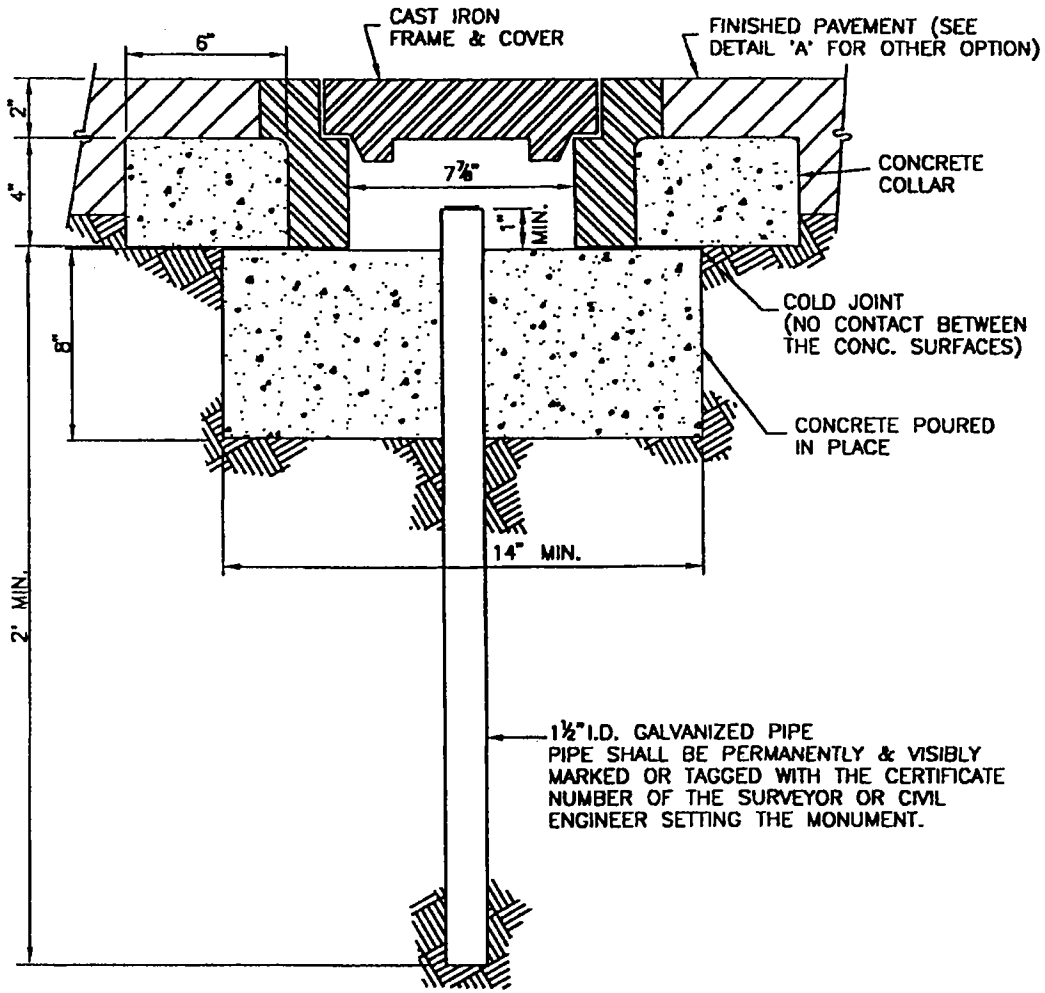 CAST IRON
FRAME & COVER
FINISHED PAVEMENT (SEE
DETAIL 'A' FOR OTHER OPTION)
6"
2"
4"
7⅞"
1"
MIN.
CONCRETE
COLLAR
COLD JOINT
(NO CONTACT BETWEEN
THE CONC. SURFACES)
8"
CONCRETE POURED
IN PLACE
14" MIN.
2' MIN.
1½" I.D. GALVANIZED PIPE
PIPE SHALL BE PERMANENTLY & VISIBLY
MARKED OR TAGGED WITH THE CERTIFICATE
NUMBER OF THE SURVEYOR OR CIVIL
ENGINEER SETTING THE MONUMENT.